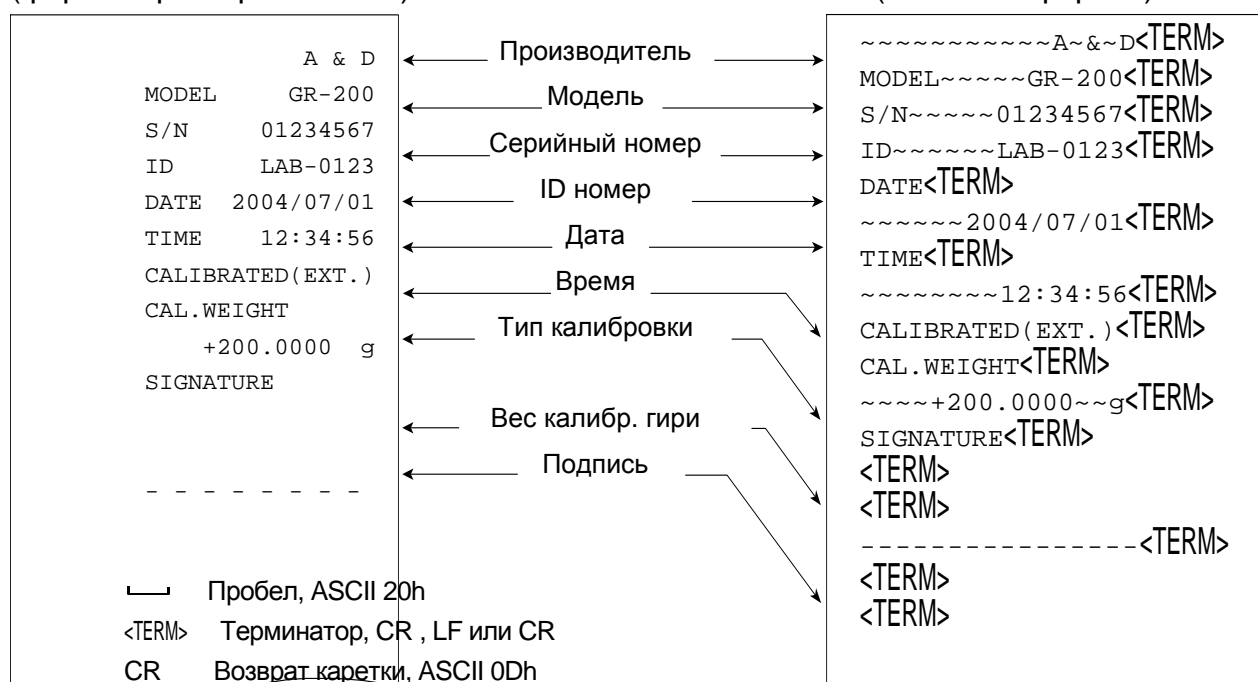 A & D
MODEL GR-200
S/N 01234567
ID LAB-0123
DATE 2004/07/01
TIME 12:34:56
CALIBRATED(EXT.)
CAL.WEIGHT
+200.0000 g
SIGNATURE
- - - - - - - -
Производитель
Модель
Серийный номер
ID номер
Дата
Время
Тип калибровки
Вес калибр. гири
Подпись
~~~~~~~~~~~A~&~D<TERM>
MODEL~~~~~GR-200<TERM>
S/N~~~~~01234567<TERM>
ID~~~~~~LAB-0123<TERM>
DATE<TERM>
~~~~~~2004/07/01<TERM>
TIME<TERM>
~~~~~~~~12:34:56<TERM>
CALIBRATED(EXT.)<TERM>
CAL.WEIGHT<TERM>
~~~~+200.0000~~g<TERM>
SIGNATURE<TERM>
<TERM>
<TERM>
----------------<TERM>
<TERM>
<TERM>
Пробел, ASCII 20h
<TERM> Терминатор, CR , LF или CR
CR Возврат каретки, ASCII 0Dh